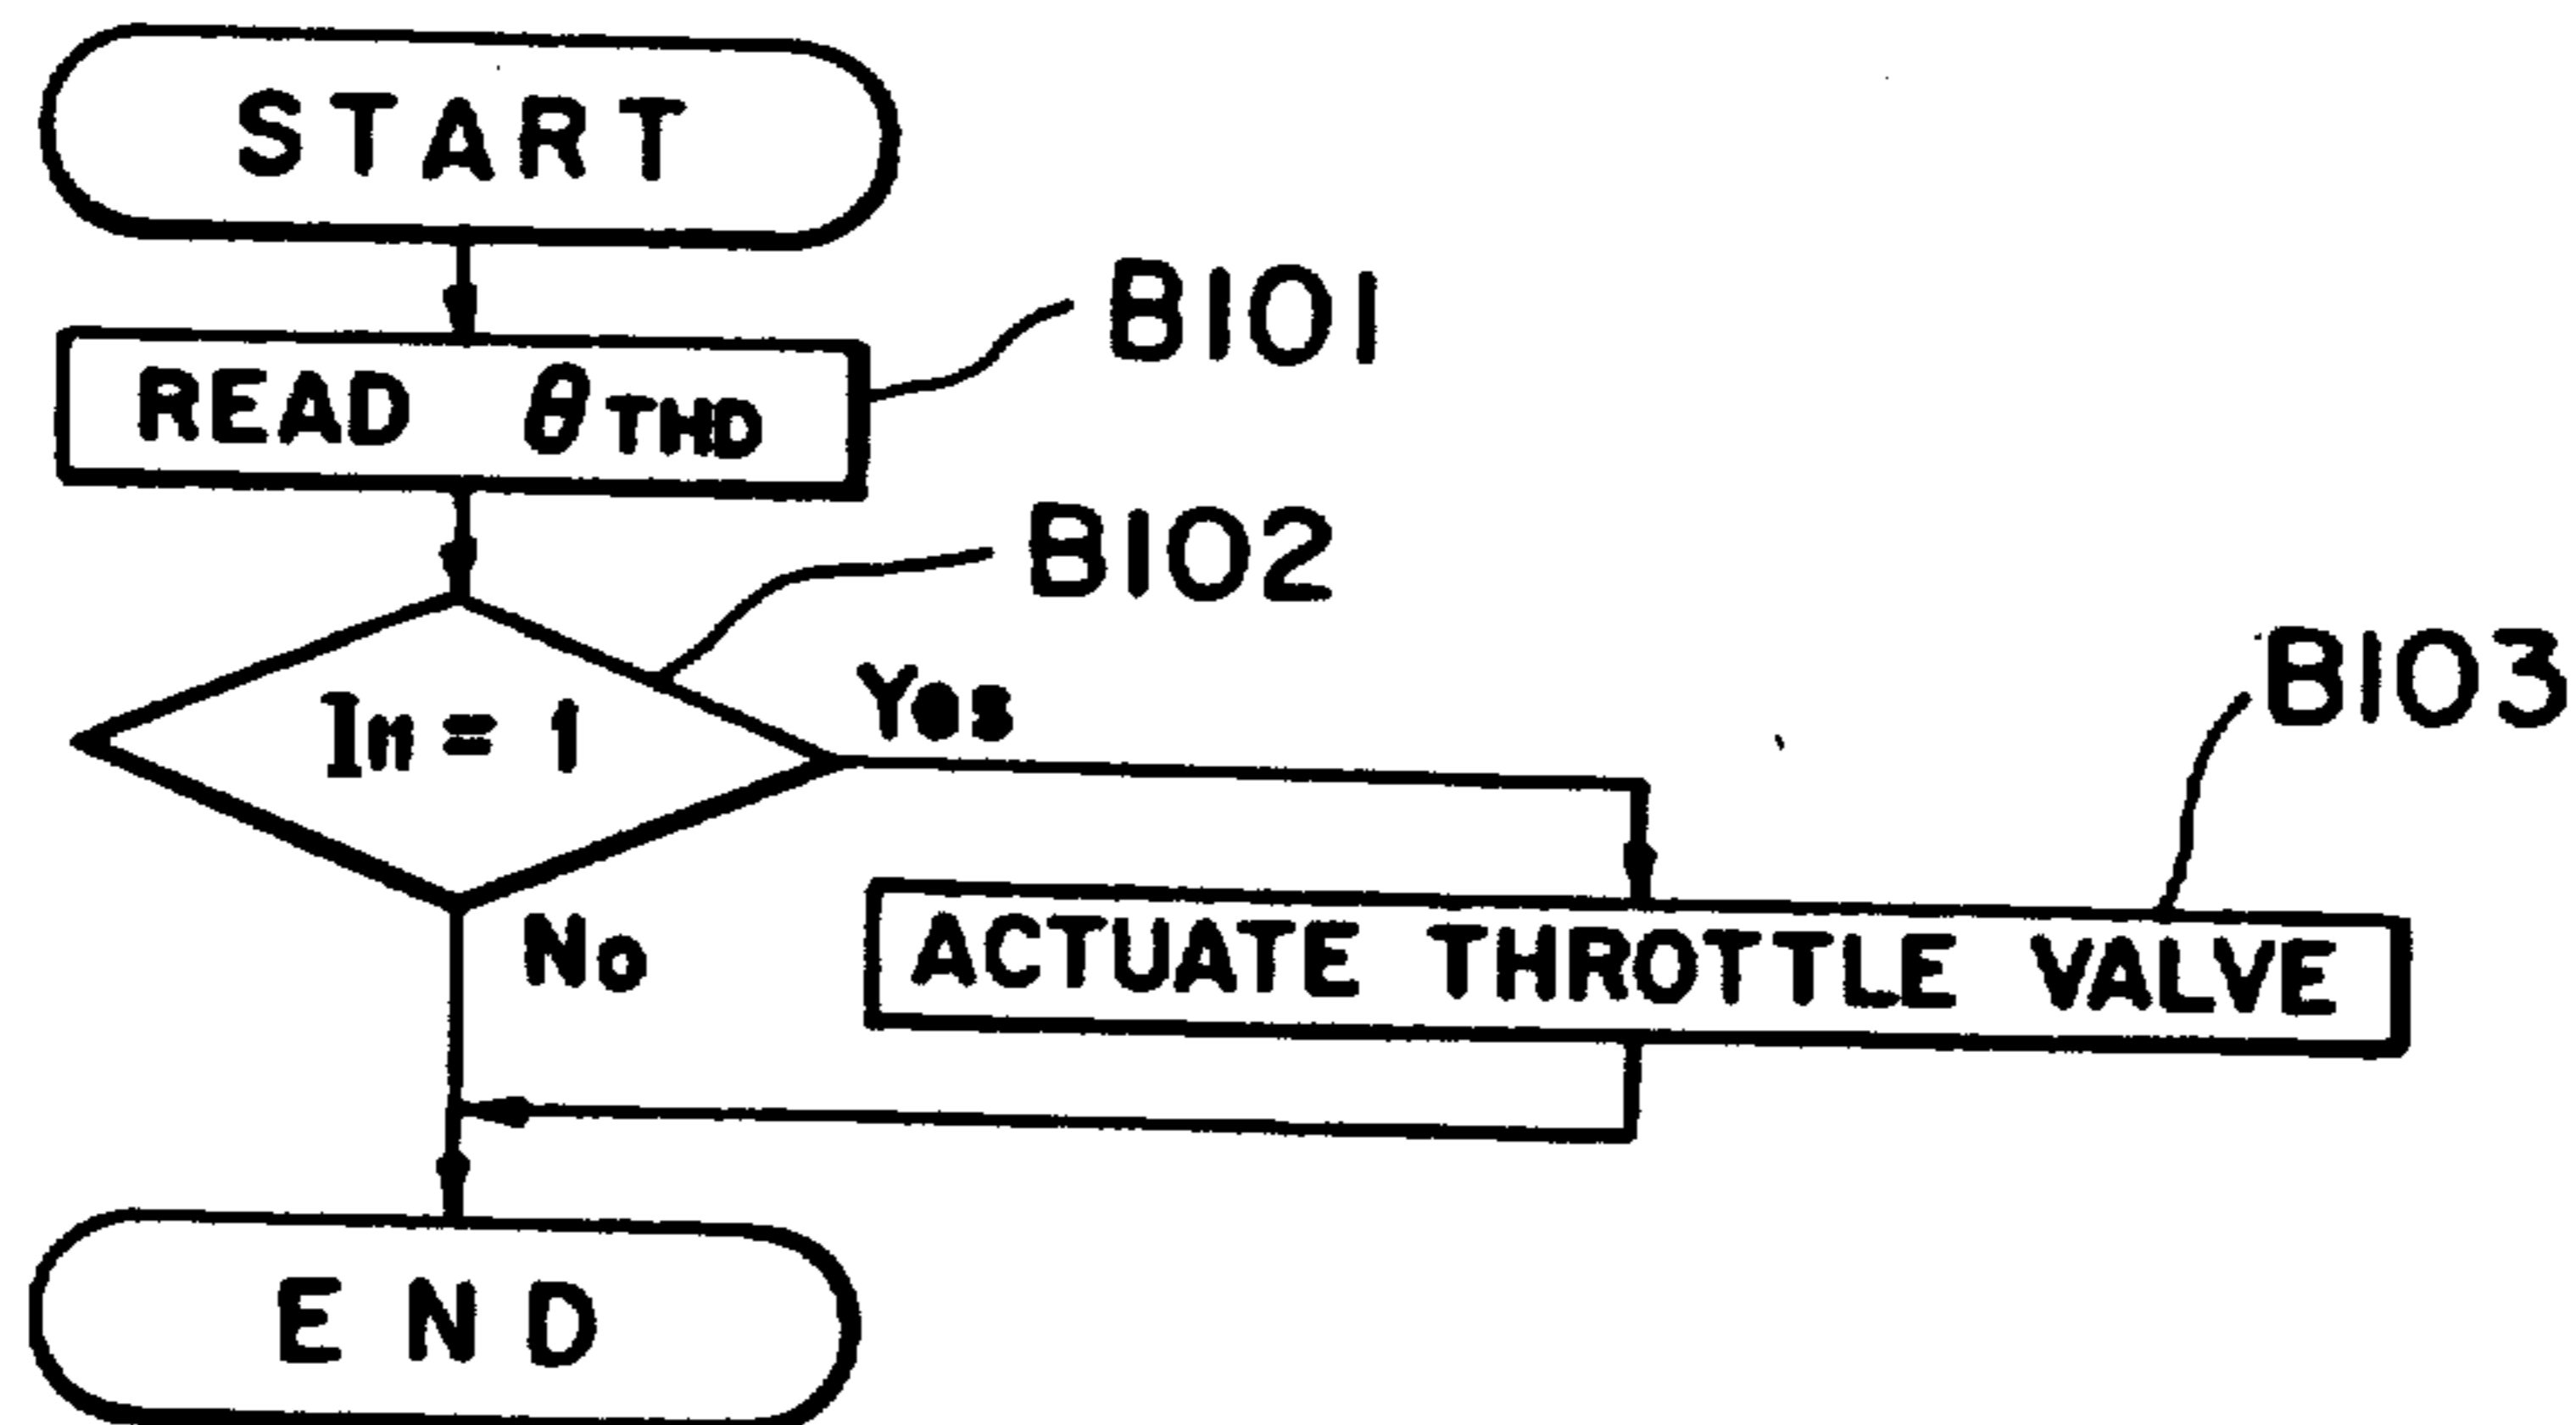 START
B101
READ θTHD
B102
In = 1
Yes
B103
No
ACTUATE THROTTLE VALVE
END